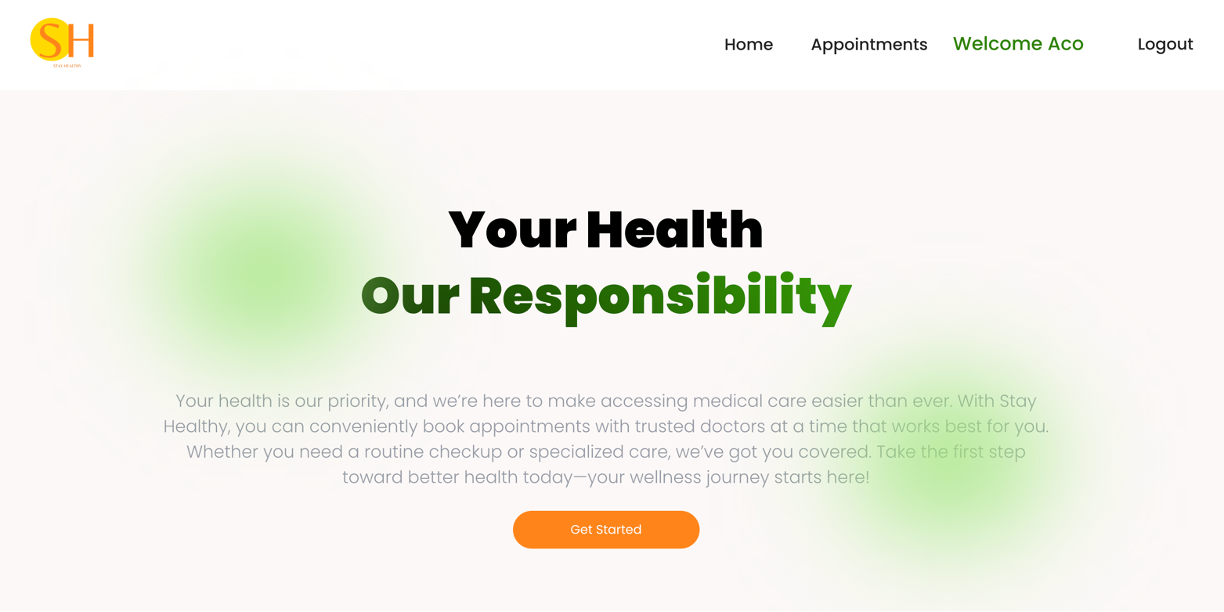 SH
STAY HEALTHY
Home Appointments Welcome Aco Logout
Your Health
Our Responsibility
Your health is our priority, and we’re here to make accessing medical care easier than ever. With Stay
Healthy, you can conveniently book appointments with trusted doctors at a time that works best for you.
Whether you need a routine checkup or specialized care, we’ve got you covered. Take the first step
toward better health today—your wellness journey starts here!
Get Started